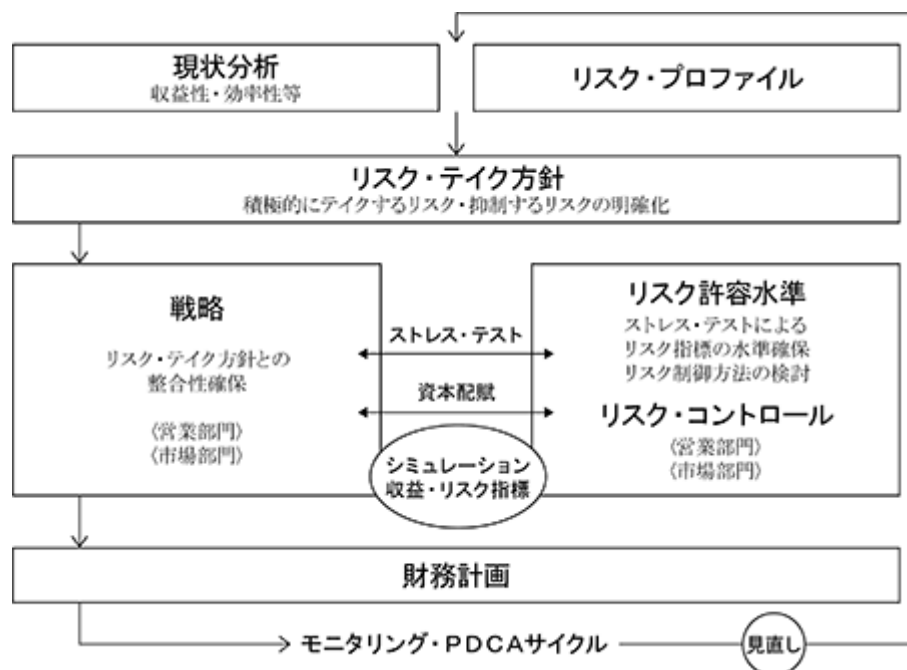 現状分析
収益性・効率性等
リスク・プロファイル
リスク・テイク方針
積極的にテイクするリスク・抑制するリスクの明確化
戦略
リスク・テイク方針との
整合性確保
〈営業部門〉
〈市場部門〉
ストレス・テスト
資本配賦
シミュレーション
収益・リスク指標
リスク許容水準
ストレス・テストによる
リスク指標の水準確保
リスク制御方法の検討
リスク・コントロール
〈営業部門〉
〈市場部門〉
財務計画
モニタリング・PDCAサイクル
見直し